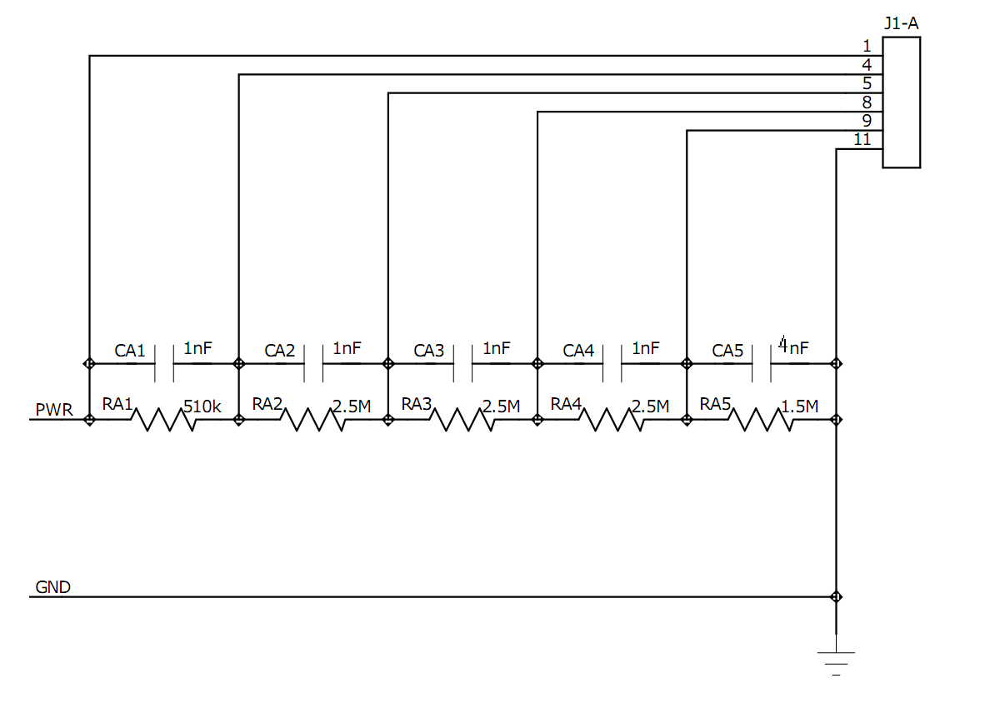 J1-A
1
4
5
8
9
11
CA1
1nF
CA2
1nF
CA3
1nF
CA4
1nF
CA5
PWR
RA1
510k
RA2
2.5M
RA3
2.5M
RA4
2.5M
RA5
1.5M
GND